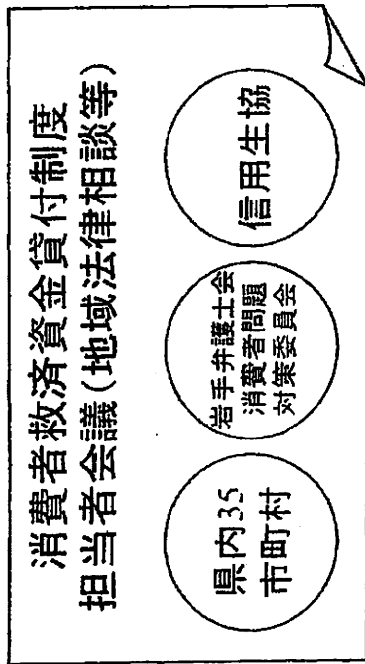 消費者救済資金貸付制度
担当者会議(地域法律相談等)
県内35
市町村
岩手弁護士会
消費者問題
対策委員会
信用生協